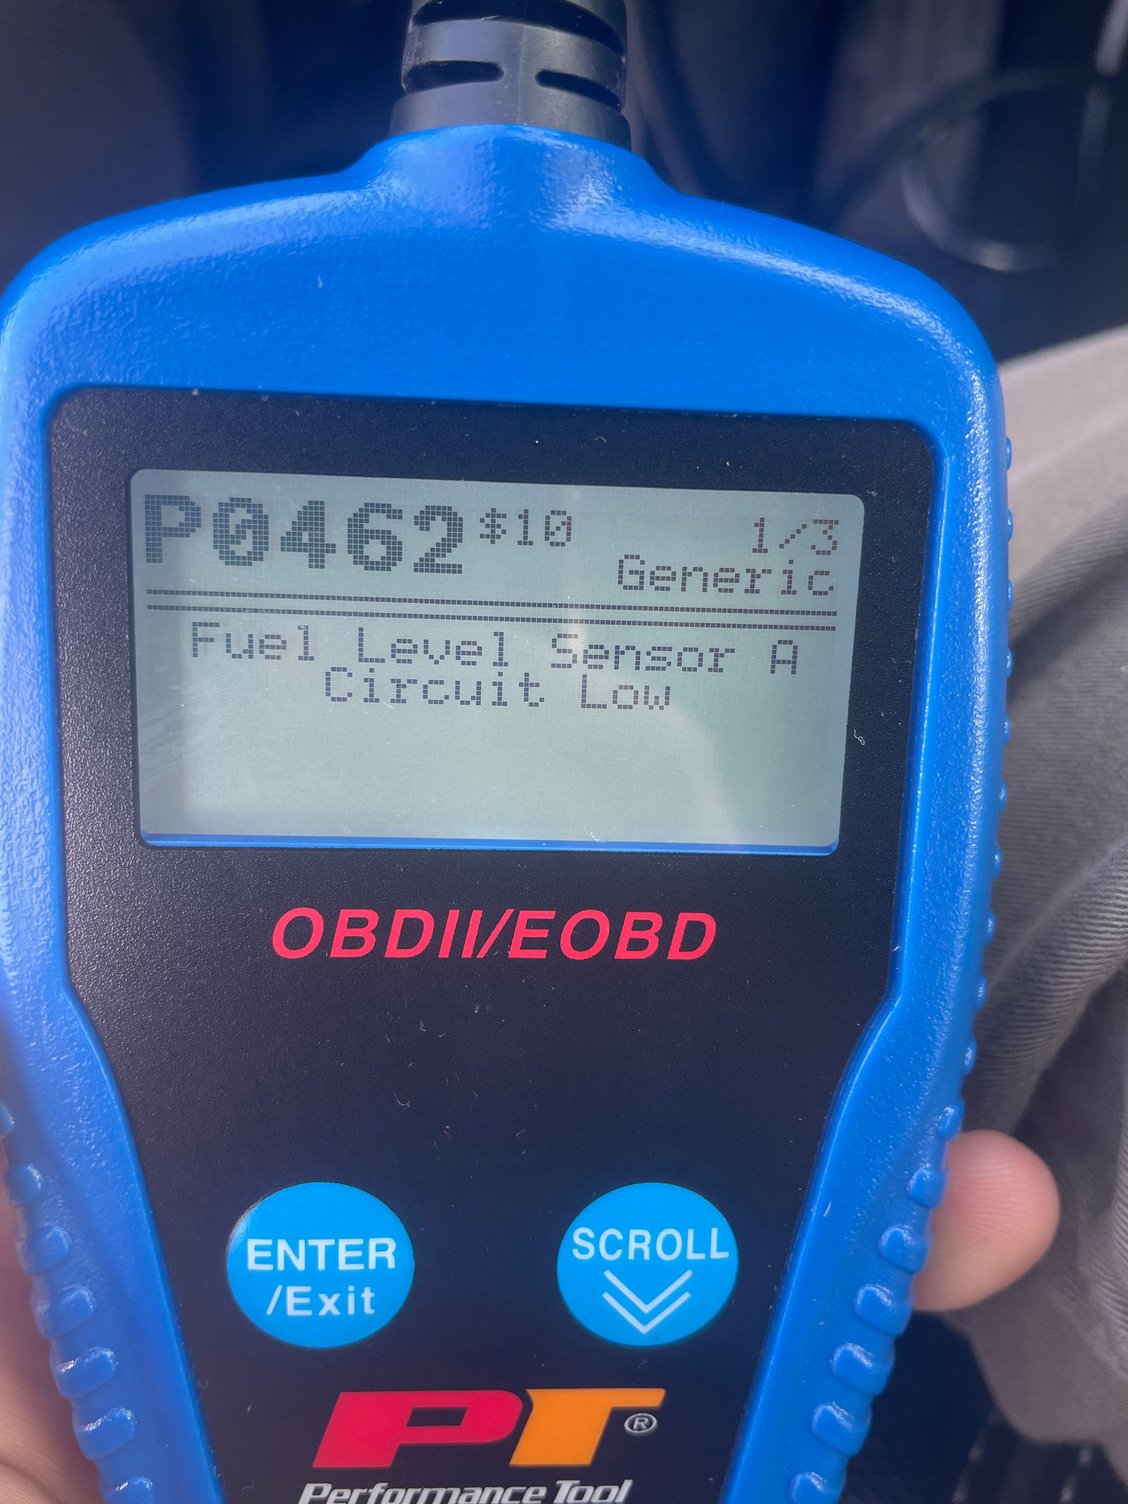 P0462 $10 1/3
Generic
Fuel Level Sensor A
Circuit Low
OBDII/EOBD
ENTER
/Exit
SCROLL
PT®
Performance Tool